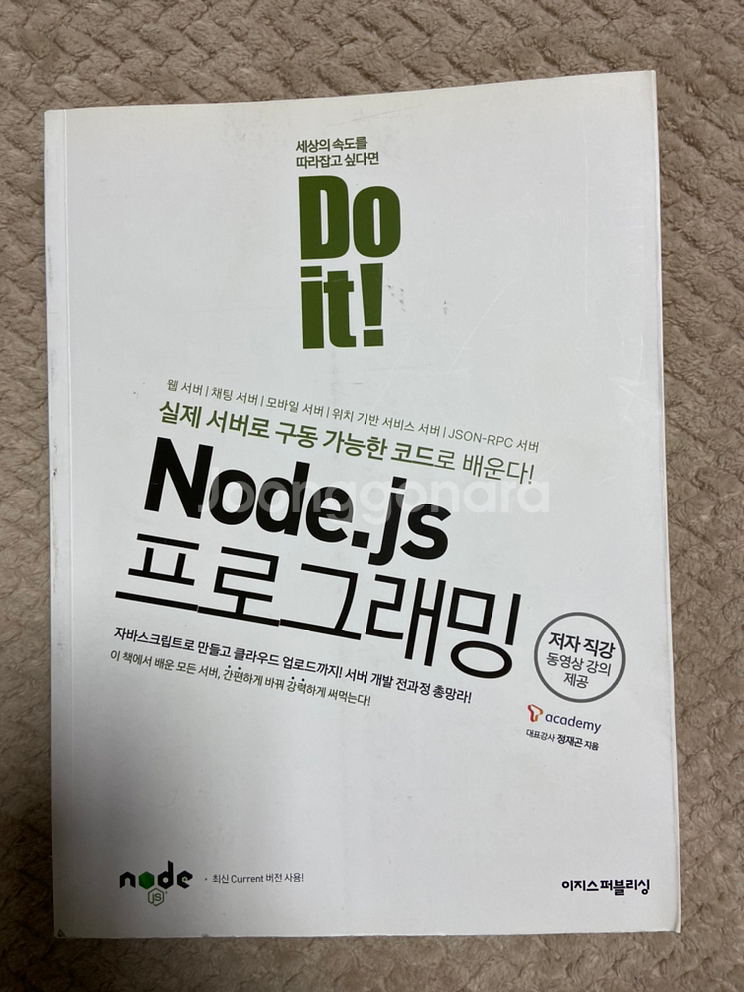 세상의 속도를
따라잡고 싶다면
Do
it!
웹 서버 | 채팅 서버 | 모바일 서버 | 위치 기반 서비스 서버 | JSON-RPC 서버
실제 서버로 구동 가능한 코드로 배운다!
Joonggonara
Node.js
프로그래밍
자바스크립트로 만들고 클라우드 업로드까지! 서버 개발 전과정 총망라!
이 책에서 배운 모든 서버, 간편하게 바꿔 강력하게 써먹는다!
저자 직강
동영상 강의
제공
T academy
대표강사 정재곤 지음
node
JS
• 최신 Current 버전 사용!
이지스퍼블리싱